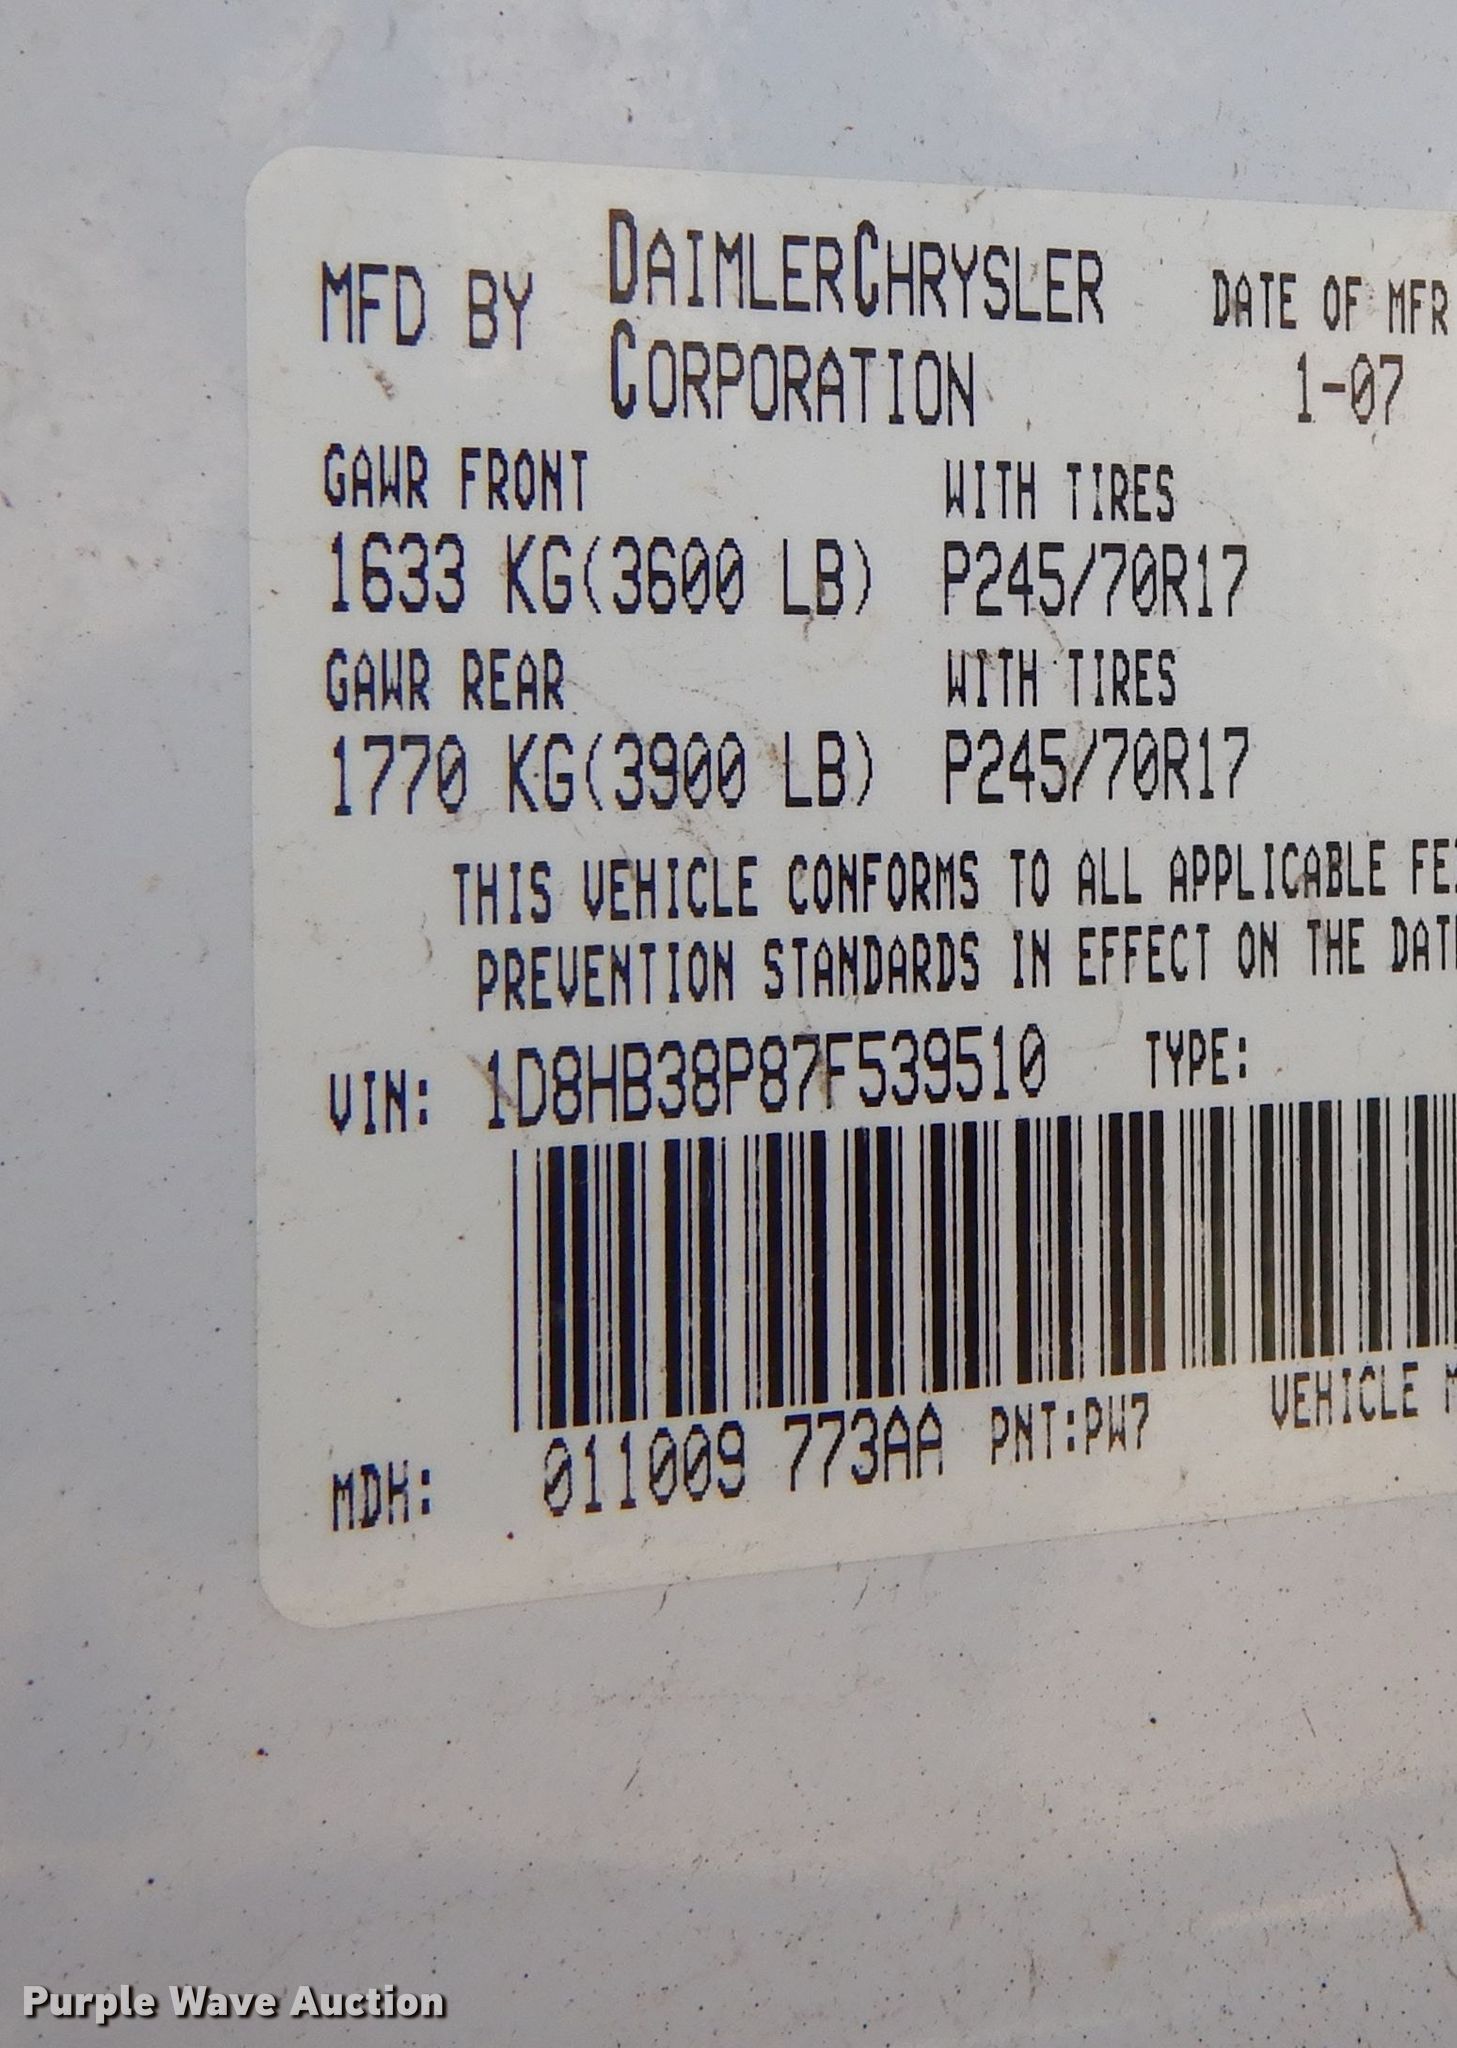 MFD BY DAIMLERCHRYSLER CORPORATION DATE OF MFR
1-07
GAWR FRONT WITH TIRES
1633 KG(3600 LB) P245/70R17
GAWR REAR WITH TIRES
1770 KG(3900 LB) P245/70R17
THIS VEHICLE CONFORMS TO ALL APPLICABLE
PREVENTION STANDARDS IN EFFECT ON THE
VIN: 1D8HB38P87F539510 TYPE:
MDH: 011009 773AA PNT:PW7 VEHICLE
Purple Wave Auction